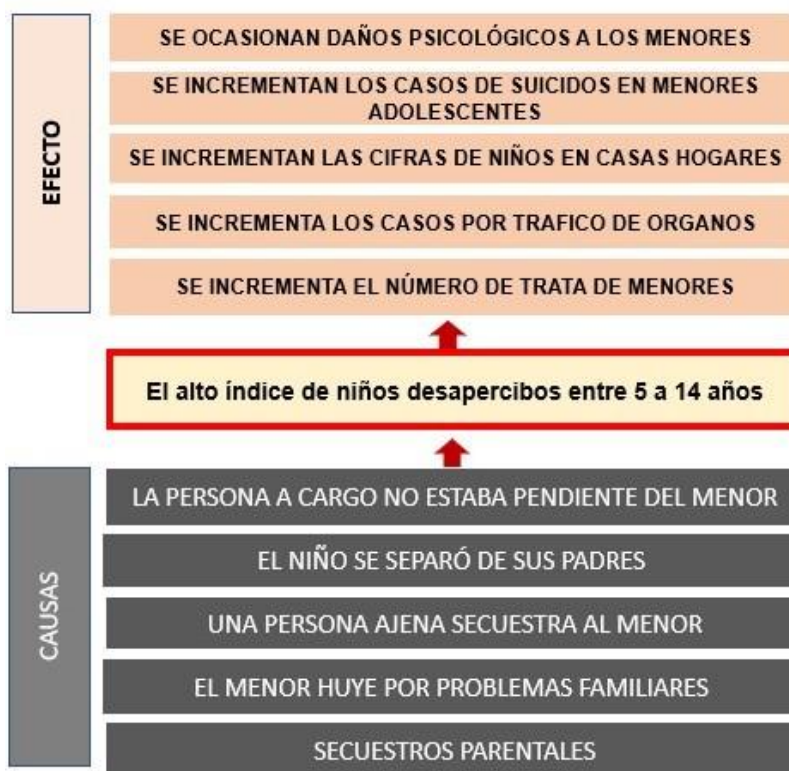 EFECTO
SE OCASIONAN DAÑOS PSICOLÓGICOS A LOS MENORES
SE INCREMENTAN LOS CASOS DE SUICIDOS EN MENORES
ADOLESCENTES
SE INCREMENTAN LAS CIFRAS DE NIÑOS EN CASAS HOGARES
SE INCREMENTA LOS CASOS POR TRAFICO DE ORGANOS
SE INCREMENTA EL NÚMERO DE TRATA DE MENORES
El alto índice de niños desapercibos entre 5 a 14 años
CAUSAS
LA PERSONA A CARGO NO ESTABA PENDIENTE DEL MENOR
EL NIÑO SE SEPARÓ DE SUS PADRES
UNA PERSONA AJENA SECUESTRA AL MENOR
EL MENOR HUYE POR PROBLEMAS FAMILIARES
SECUESTROS PARENTALES